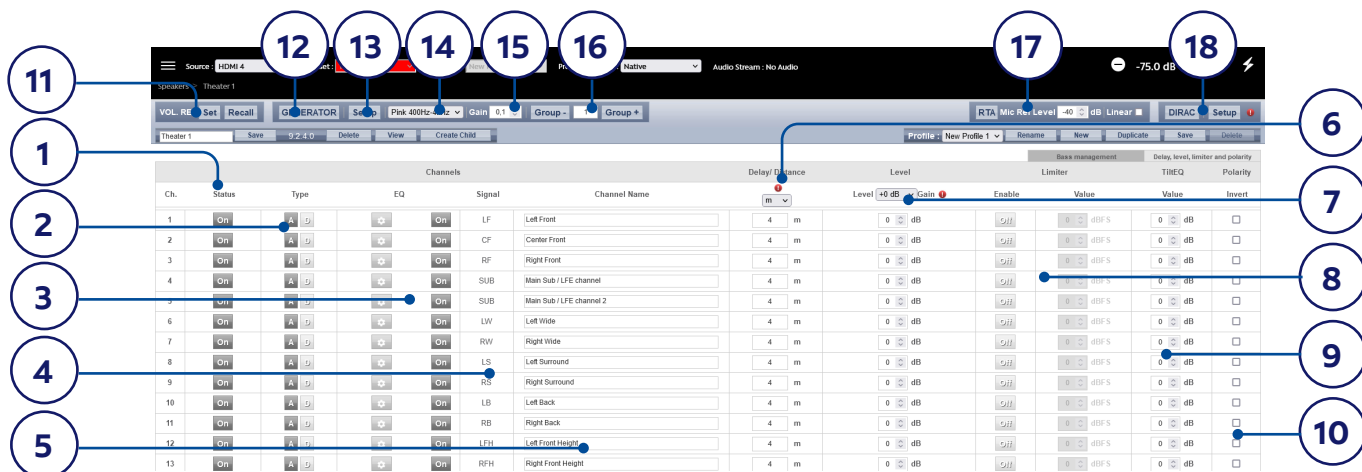 12 13 14 15 16 17 18
11
Source : HDMI 4 set : Native Audio Stream : No Audio -75.0 dB
Speakers > Theater 1
VOL. RE Set Recall GENERATOR Setup Pink 400Hz-4kHz Gain 0,1 Group - 1 Group + RTA Mic Ref Level -40 dB Linear DIRAC Setup
Theater 1 Save 9.2.4.0 Delete View Create Child Profile : New Profile 1 Rename New Duplicate Save Delete
6
1
Bass management Delay, level, limiter and polarity
Channels Delay/ Distance Level Limiter TiltEQ Polarity
Ch. Status Type EQ Signal Channel Name m Level +0 dB Gain Enable Value Value Invert
7
2
1 On A D On LF Left Front 4 m 0 dB Off 0 dBFS 0 dB
2 On A D On CF Center Front 4 m 0 dB Off 0 dBFS 0 dB
3 On A D On RF Right Front 4 m 0 dB Off 0 dBFS 0 dB
8
4 On A D On SUB Main Sub / LFE channel 4 m 0 dB Off 0 dBFS 0 dB
3
5 On A D On SUB Main Sub / LFE channel 2 4 m 0 dB Off 0 dBFS 0 dB
6 On A D On LW Left Wide 4 m 0 dB Off 0 dBFS 0 dB
7 On A D On RW Right Wide 4 m 0 dB Off 0 dBFS 0 dB
9
8 On A D On LS Left Surround 4 m 0 dB Off 0 dBFS 0 dB
4
9 On A D On RS Right Surround 4 m 0 dB Off 0 dBFS 0 dB
10 On A D On LB Left Back 4 m 0 dB Off 0 dBFS 0 dB
11 On A D On RB Right Back 4 m 0 dB Off 0 dBFS 0 dB
10
5
12 On A D On LFH Left Front Height 4 m 0 dB Off 0 dBFS 0 dB
13 On A D On RFH Right Front Height 4 m 0 dB Off 0 dBFS 0 dB